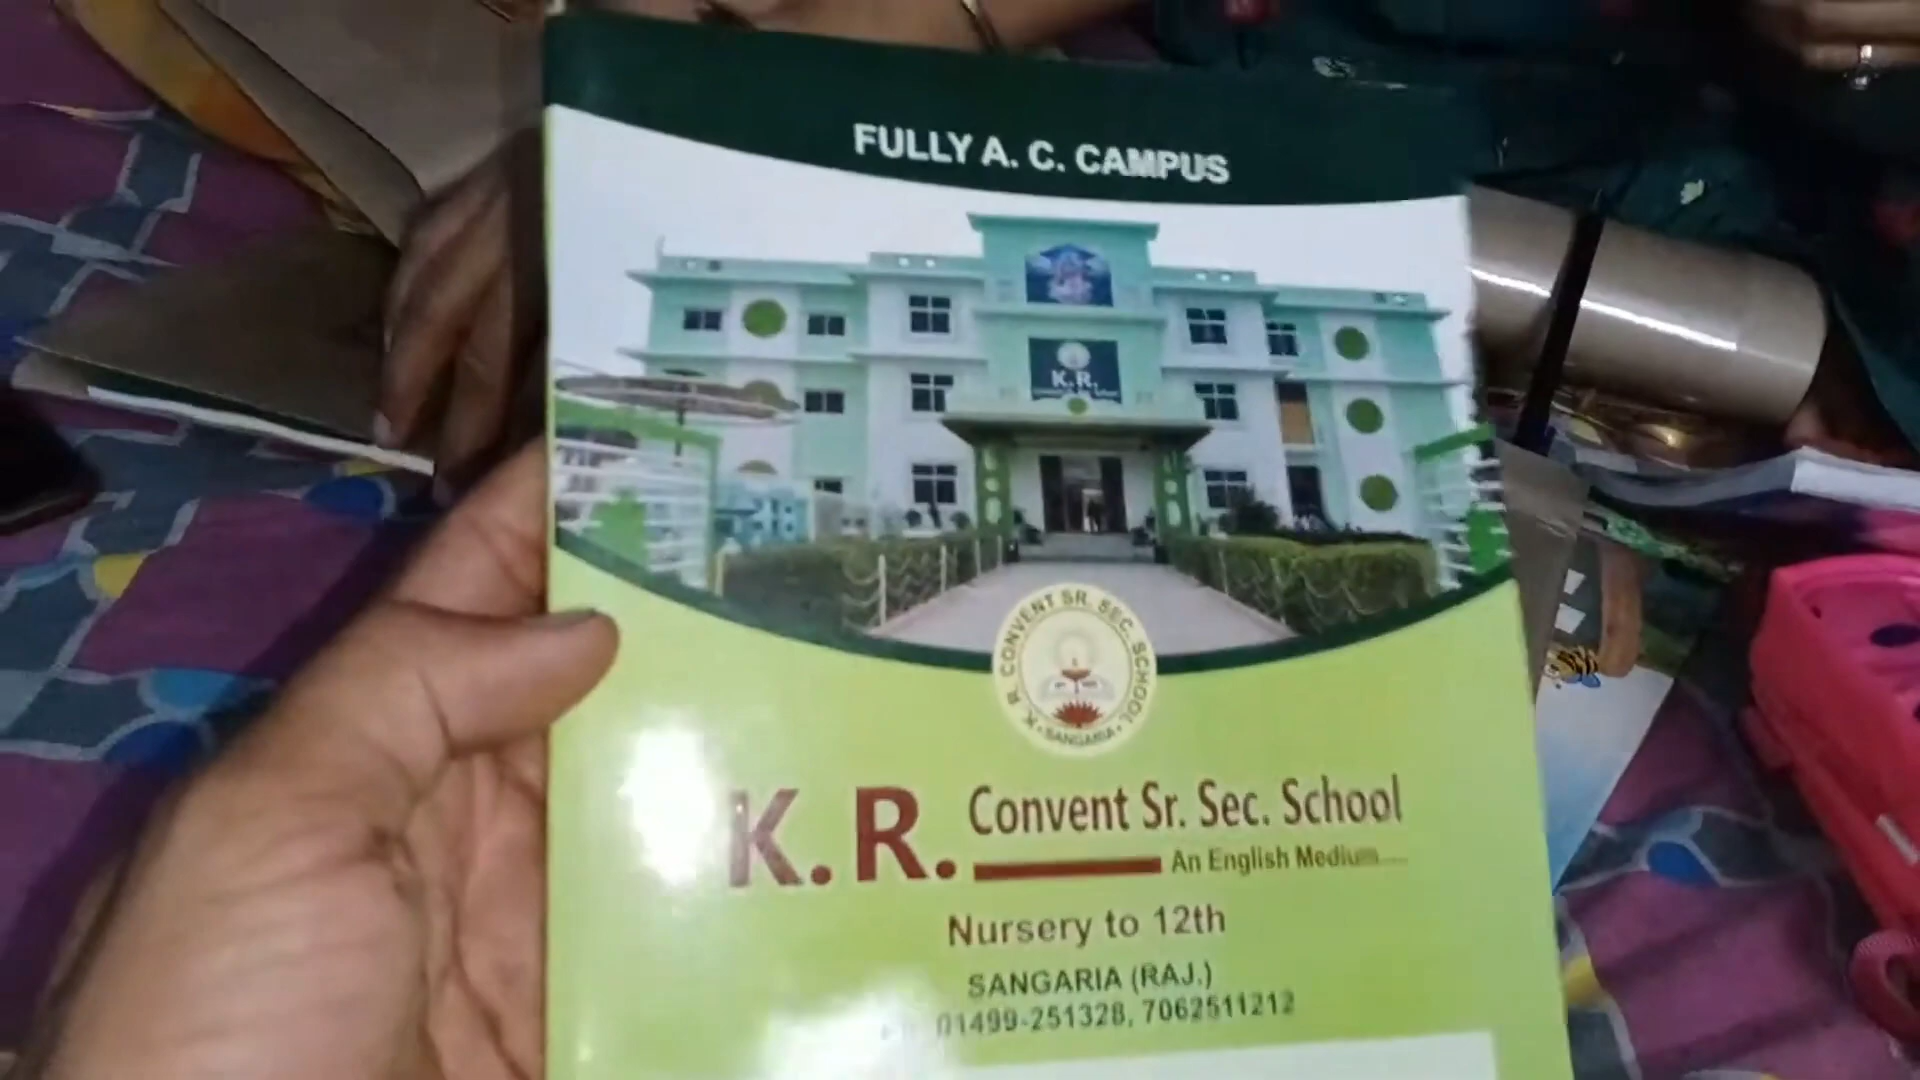 FULLY A. C. CAMPUS
K.R.
K. R. CONVENT SR. SEC. SCHOOL
SANGARIA
K. R. Convent Sr. Sec. School
An English Medium
Nursery to 12th
SANGARIA (RAJ.)
01499-251328, 7062511212